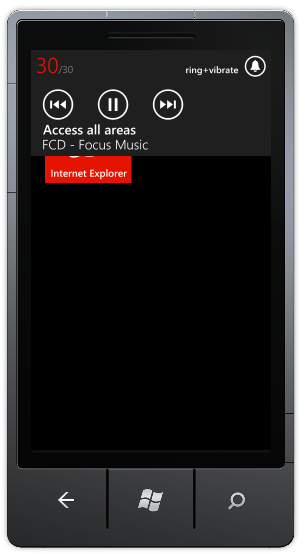 30/30
ring+vibrate
Access all areas
FCD - Focus Music
Internet Explorer